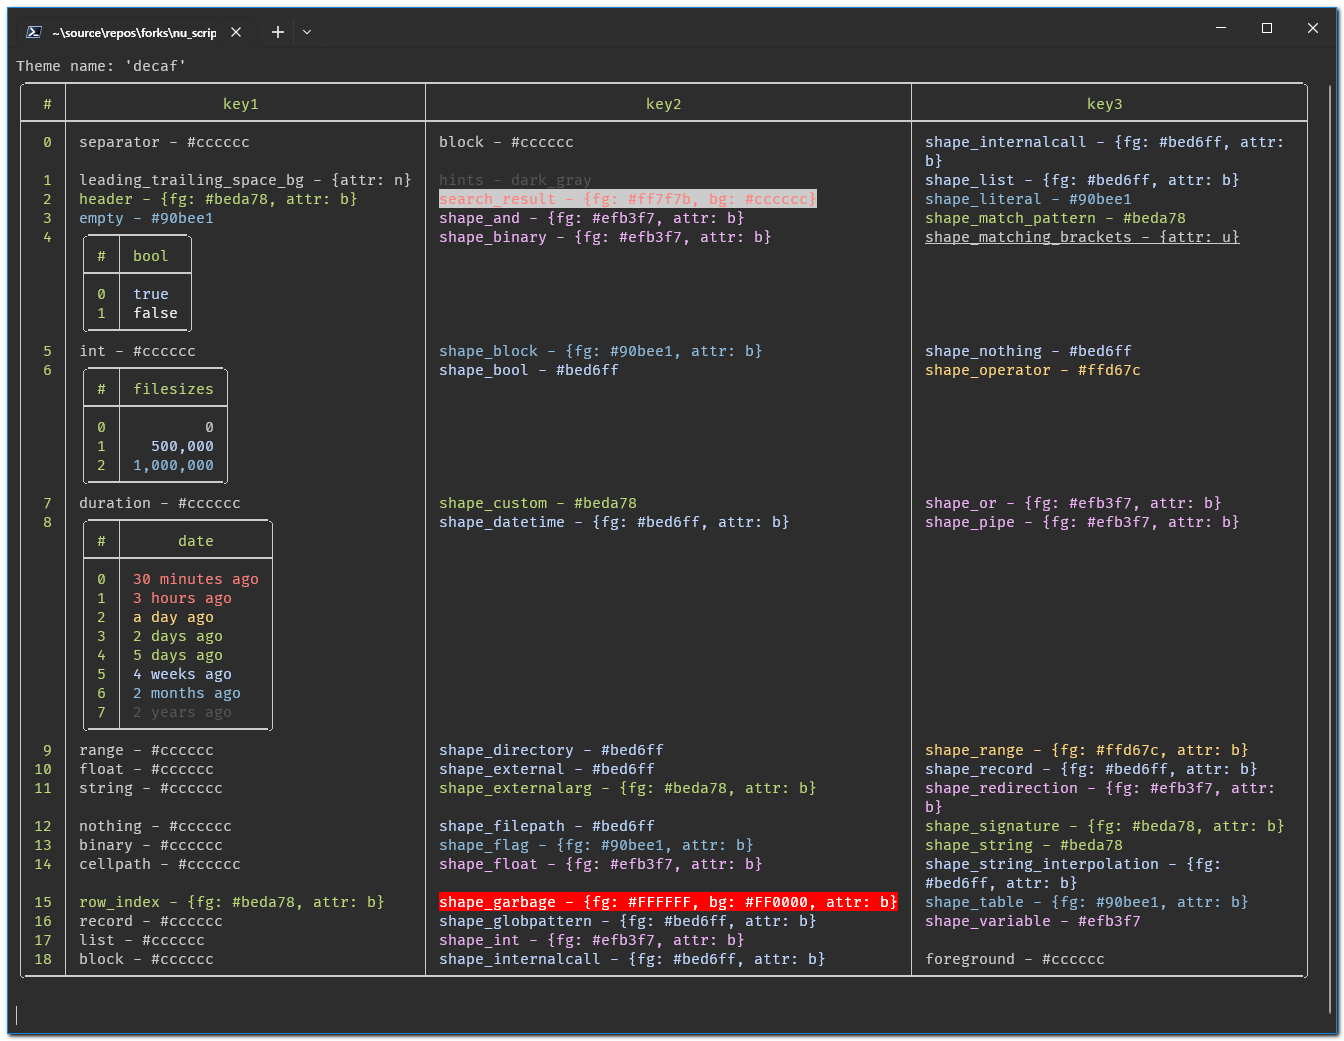 ~\source\repos\forks\nu_scrip
Theme name: 'decaf'
# key1 key2 key3
0 separator - #cccccc block - #cccccc shape_internalcall - {fg: #bed6ff, attr:
b}
1 leading_trailing_space_bg - {attr: n} hints - dark_gray shape_list - {fg: #bed6ff, attr: b}
2 header - {fg: #beda78, attr: b} search_result - {fg: #ff7f7b, bg: #cccccc} shape_literal - #90bee1
3 empty - #90bee1 shape_and - {fg: #efb3f7, attr: b} shape_match_pattern - #beda78
4 shape_binary - {fg: #efb3f7, attr: b} shape_matching_brackets - {attr: u}
# bool
0 true
1 false
5 int - #cccccc shape_block - {fg: #90bee1, attr: b} shape_nothing - #bed6ff
6 shape_bool - #bed6ff shape_operator - #ffd67c
# filesizes
0 0
1 500,000
2 1,000,000
7 duration - #cccccc shape_custom - #beda78 shape_or - {fg: #efb3f7, attr: b}
8 shape_datetime - {fg: #bed6ff, attr: b} shape_pipe - {fg: #efb3f7, attr: b}
# date
0 30 minutes ago
1 3 hours ago
2 a day ago
3 2 days ago
4 5 days ago
5 4 weeks ago
6 2 months ago
7 2 years ago
9 range - #cccccc shape_directory - #bed6ff shape_range - {fg: #ffd67c, attr: b}
10 float - #cccccc shape_external - #bed6ff shape_record - {fg: #bed6ff, attr: b}
11 string - #cccccc shape_externalarg - {fg: #beda78, attr: b} shape_redirection - {fg: #efb3f7, attr:
b}
12 nothing - #cccccc shape_filepath - #bed6ff shape_signature - {fg: #beda78, attr: b}
13 binary - #cccccc shape_flag - {fg: #90bee1, attr: b} shape_string - #beda78
14 cellpath - #cccccc shape_float - {fg: #efb3f7, attr: b} shape_string_interpolation - {fg:
#bed6ff, attr: b}
15 row_index - {fg: #beda78, attr: b} shape_garbage - {fg: #FFFFFF, bg: #FF0000, attr: b} shape_table - {fg: #90bee1, attr: b}
16 record - #cccccc shape_globpattern - {fg: #bed6ff, attr: b} shape_variable - #efb3f7
17 list - #cccccc shape_int - {fg: #efb3f7, attr: b}
18 block - #cccccc shape_internalcall - {fg: #bed6ff, attr: b} foreground - #cccccc